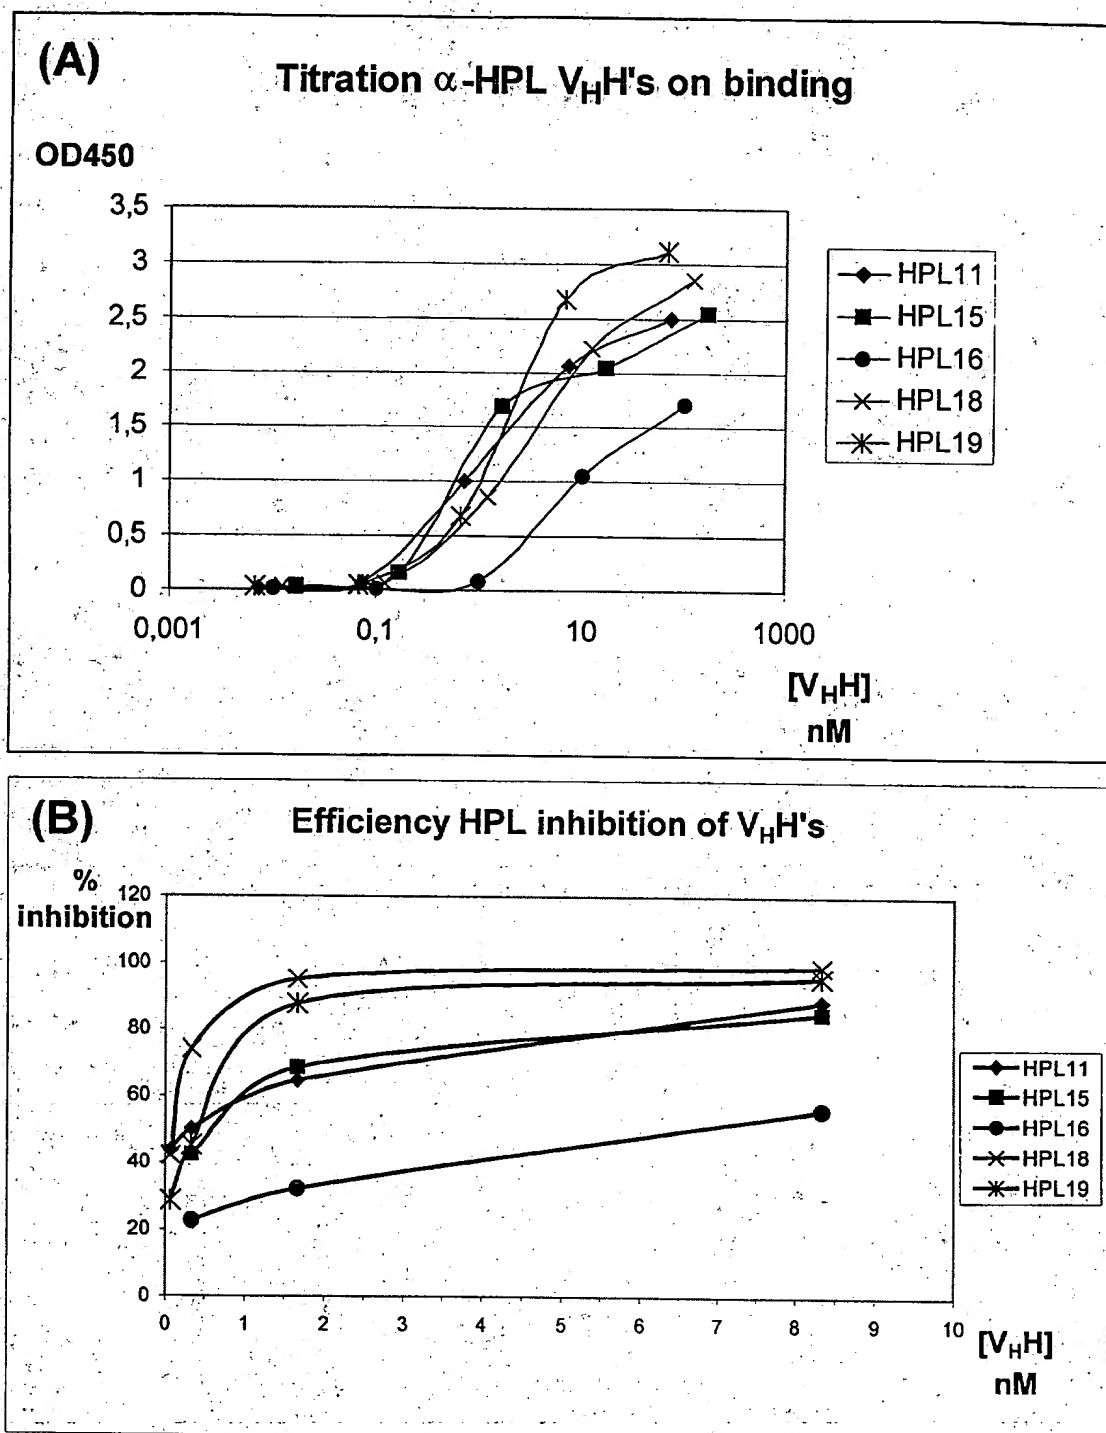 (A)
Titration α-HPL VHH's on binding
OD450
3,5
3
2,5
2
1,5
1
0,5
0
0,001 0,1 10 1000
[VHH]
nM
HPL11
HPL15
HPL16
HPL18
HPL19
(B)
Efficiency HPL inhibition of VHH's
%
inhibition
120
100
80
60
40
20
0
0 1 2 3 4 5 6 7 8 9 10
[VHH]
nM
HPL11
HPL15
HPL16
HPL18
HPL19